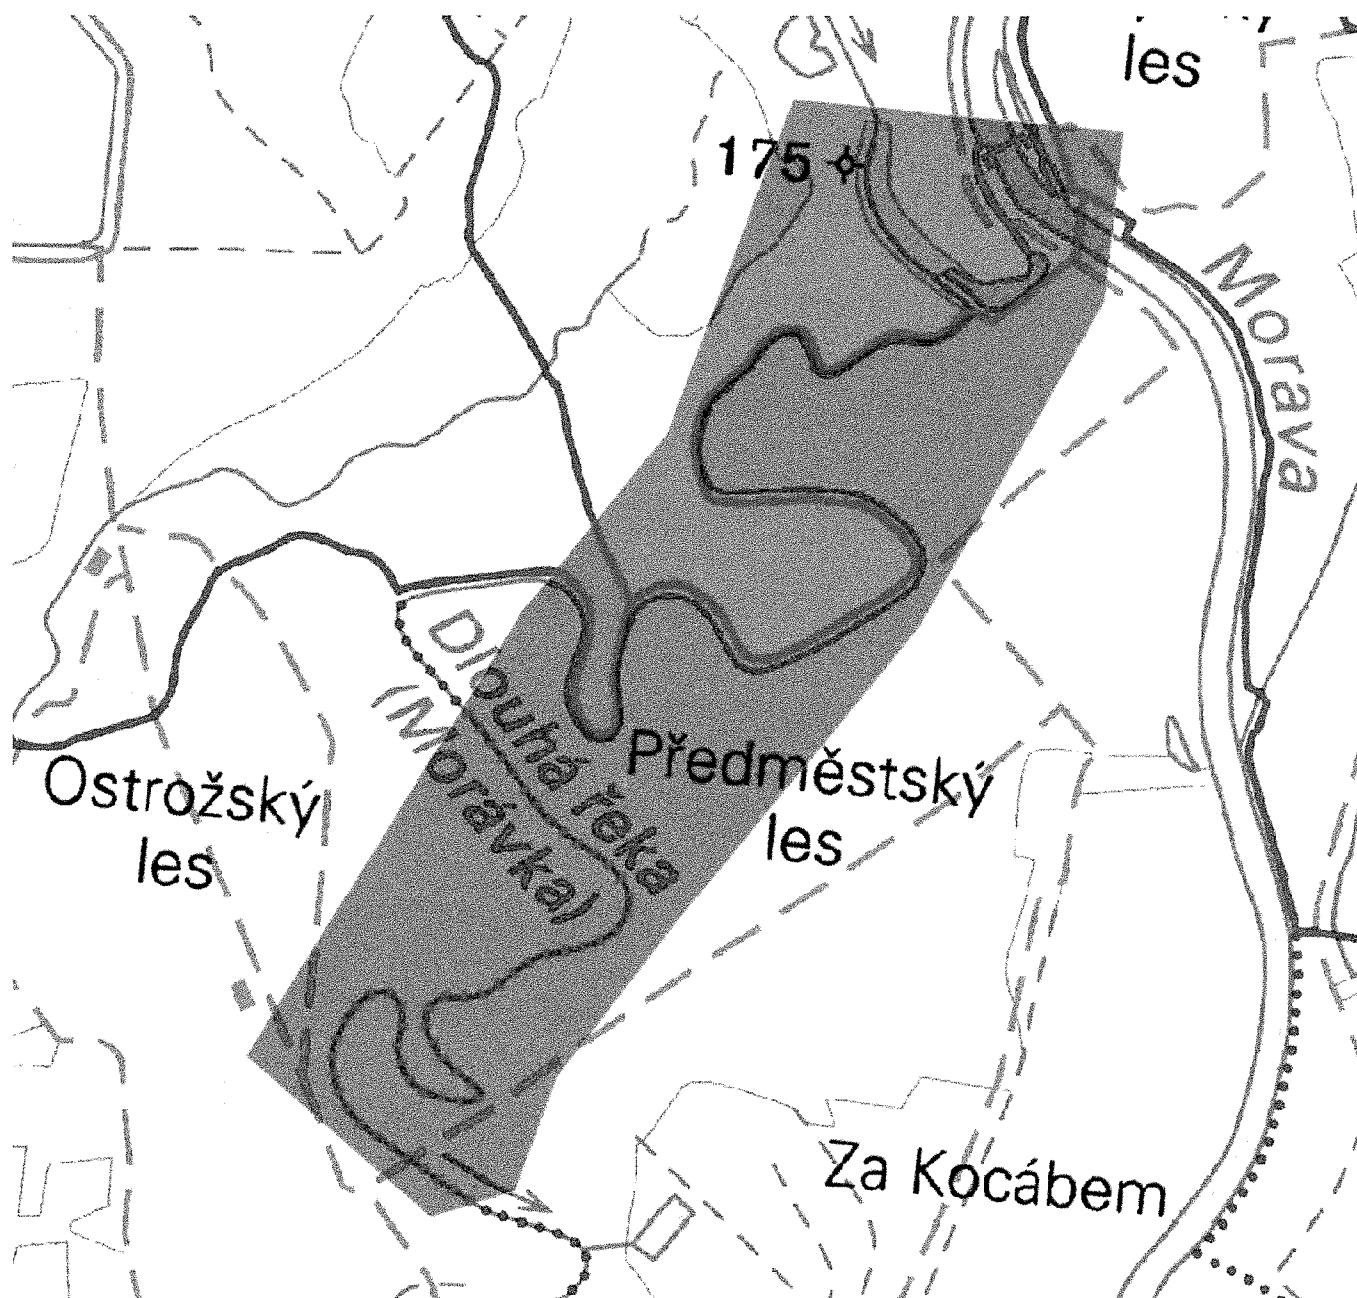 les
175
Morava
Dlouhá řeka
(Morávka)
Předměstský
les
Ostrožský
les
Za Kocábem